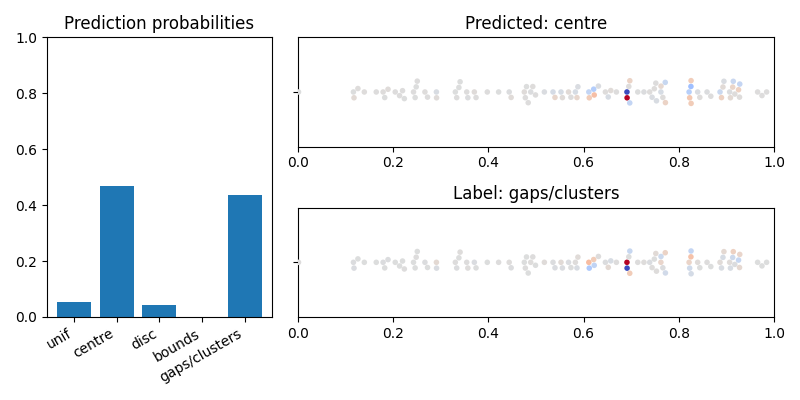 Prediction probabilities
1.0
0.8
0.6
0.4
0.2
0.0
unif
centre
disc
bounds
gaps/clusters
Predicted: centre
0.0 0.2 0.4 0.6 0.8 1.0
Label: gaps/clusters
0.0 0.2 0.4 0.6 0.8 1.0